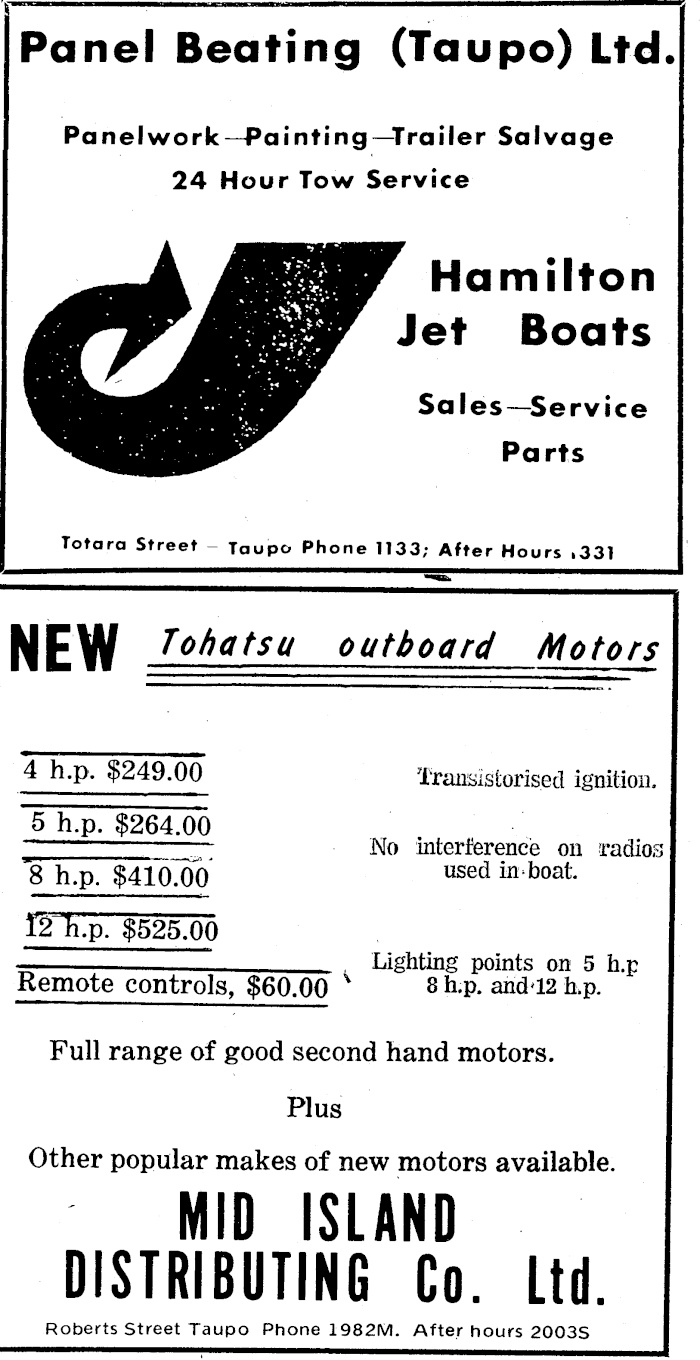 Panel Beating (Taupo) Ltd.
Panelwork—Painting—Trailer Salvage
24 Hour Tow Service
Hamilton
Jet Boats
Sales—Service
Parts
Totara Street – Taupo Phone 1133; After Hours 1331
NEW Tohatsu outboard Motors
4 h.p. $249.00
Transistorised ignition.
5 h.p. $264.00
No interference on radios
used in boat.
8 h.p. $410.00
12 h.p. $525.00
Lighting points on 5 h.p
8 h.p. and 12 h.p.
Remote controls, $60.00
Full range of good second hand motors.
Plus
Other popular makes of new motors available.
MID ISLAND
DISTRIBUTING Co. Ltd.
Roberts Street Taupo Phone 1982M. After hours 2003S